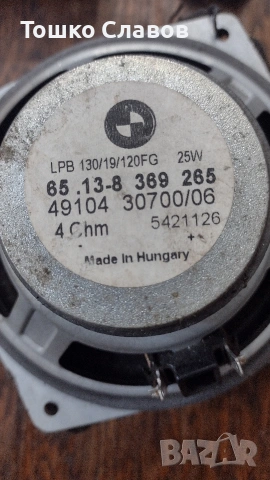 Тошко Славов
LPB 130/19/120FG 25W
65.13-8 369 265
49104 30700/06
4 Ohm 5421126
Made in Hungary
BAZAR